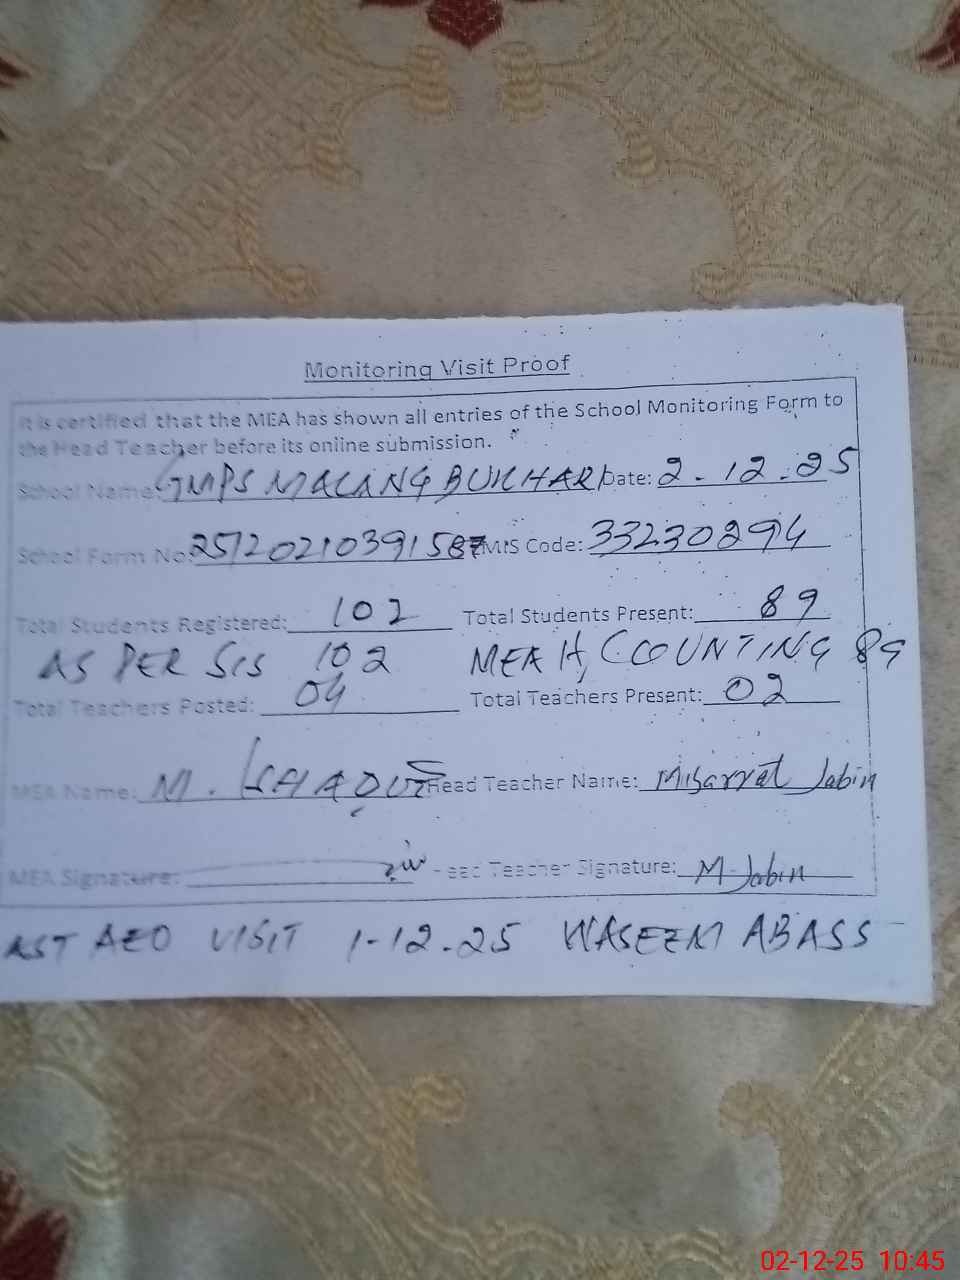 Monitoring Visit Proof
It is certified that the MEA has shown all entries of the School Monitoring Form to
the Head Teacher before its online submission.
School Name: GMPS MALANG BUKHARI Date: 2-12-25
School Form No: 2512021039158 EMIS Code: 33230294
Total Students Registered: 102 Total Students Present: 89
AS PER SIS 102 MEA H, COUNTING 89
Total Teachers Posted: 04 Total Teachers Present: 02
MEA Name: M. ISHAQUE Head Teacher Name: Misarrat Jabin
MEA Signature: Head Teacher Signature: M Jabin
AEO VISIT 1-12-25 WASEEM ABASS
02-12-25 10:45